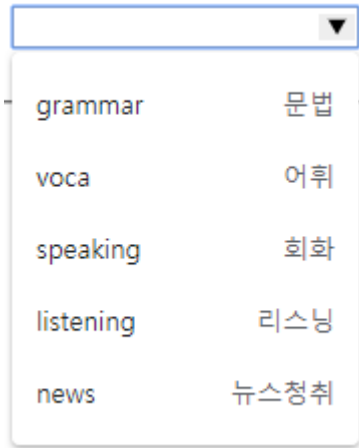 grammar 문법
voca 어휘
speaking 회화
listening 리스닝
news 뉴스청취